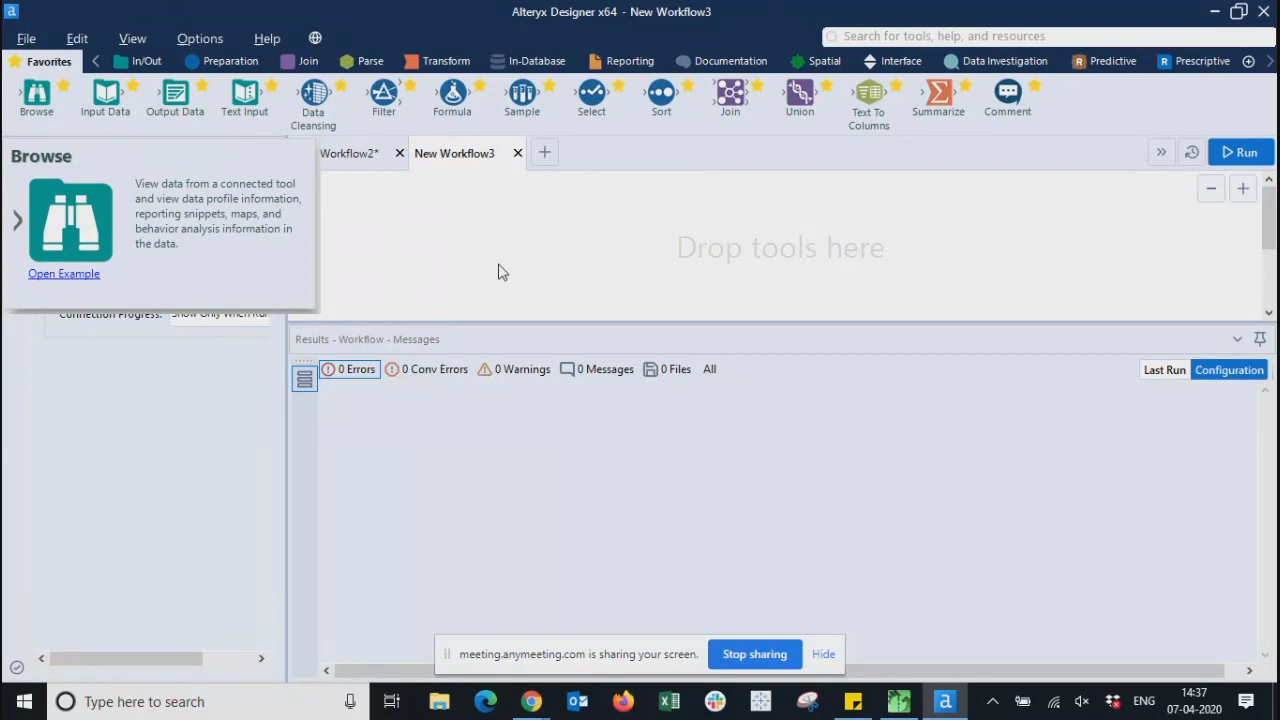 Alteryx Designer x64 - New Workflow3
File Edit View Options Help
Search for tools, help, and resources
Favorites In/Out Preparation Join Parse Transform In-Database Reporting Documentation Spatial Interface Data Investigation Predictive Prescriptive
Browse Input Data Output Data Text Input Data Cleansing Filter Formula Sample Select Sort Join Union Text To Columns Summarize Comment
Browse
View data from a connected tool
and view data profile information,
reporting snippets, maps, and
behavior analysis information in
the data.
Open Example
Workflow2*
New Workflow3
Run
Drop tools here
Connection Progress:
Show Only When Run
Results - Workflow - Messages
0 Errors 0 Conv Errors 0 Warnings 0 Messages 0 Files All
Last Run Configuration
meeting.anymeeting.com is sharing your screen. Stop sharing Hide
Type here to search
ENG
14:37
07-04-2020